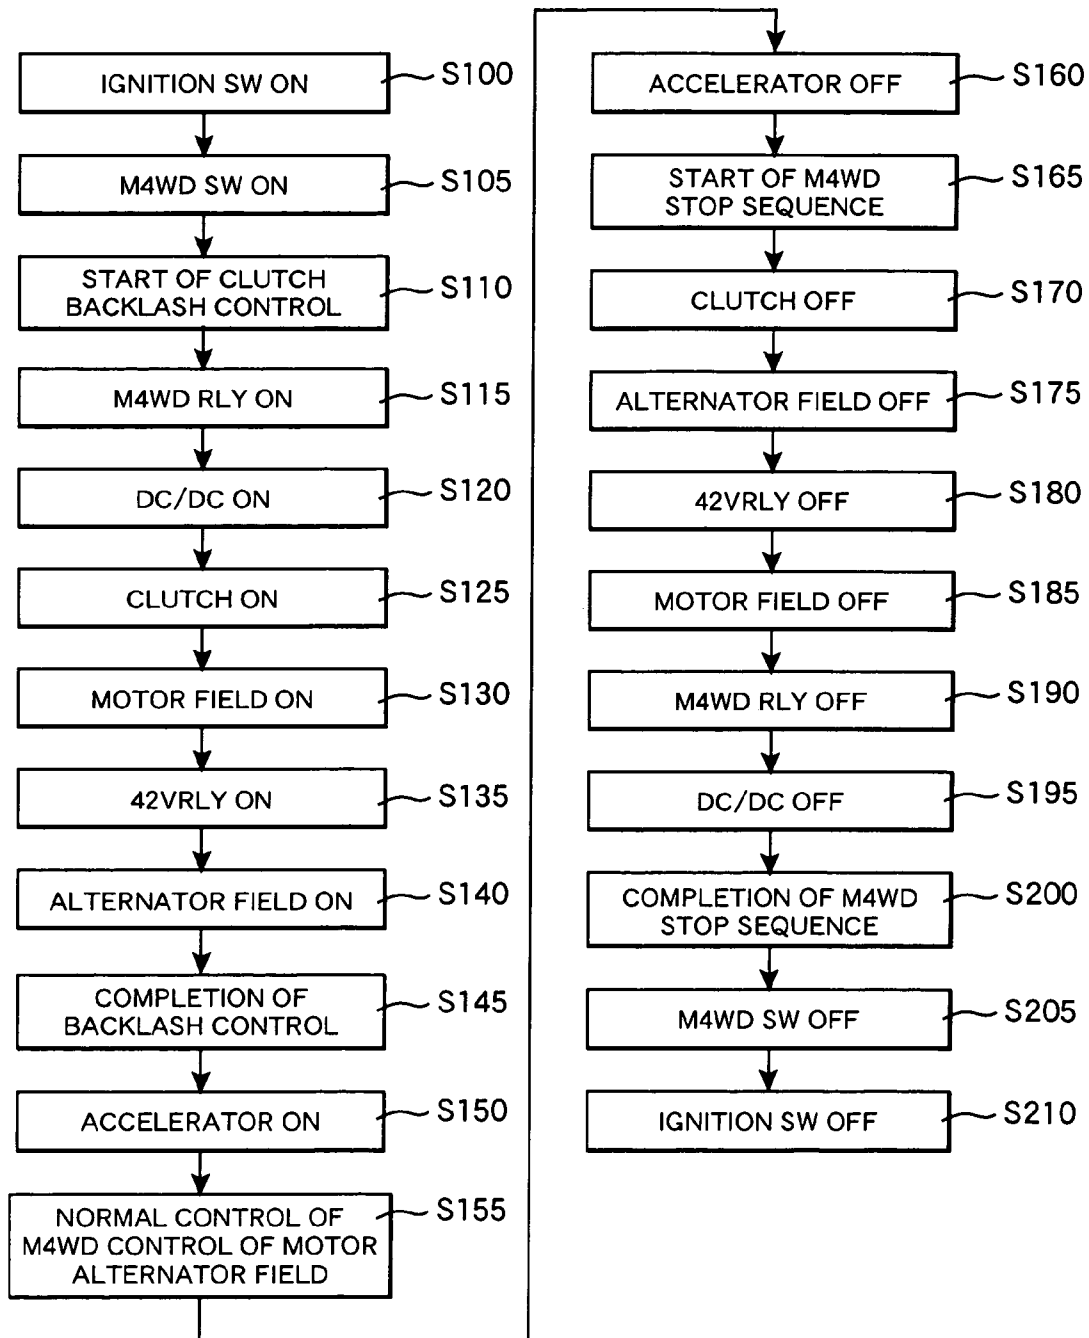 IGNITION SW ON
S100
M4WD SW ON
S105
START OF CLUTCH
BACKLASH CONTROL
S110
M4WD RLY ON
S115
DC/DC ON
S120
CLUTCH ON
S125
MOTOR FIELD ON
S130
42VRLY ON
S135
ALTERNATOR FIELD ON
S140
COMPLETION OF
BACKLASH CONTROL
S145
ACCELERATOR ON
S150
NORMAL CONTROL OF
M4WD CONTROL OF MOTOR
ALTERNATOR FIELD
S155
ACCELERATOR OFF
S160
START OF M4WD
STOP SEQUENCE
S165
CLUTCH OFF
S170
ALTERNATOR FIELD OFF
S175
42VRLY OFF
S180
MOTOR FIELD OFF
S185
M4WD RLY OFF
S190
DC/DC OFF
S195
COMPLETION OF M4WD
STOP SEQUENCE
S200
M4WD SW OFF
S205
IGNITION SW OFF
S210